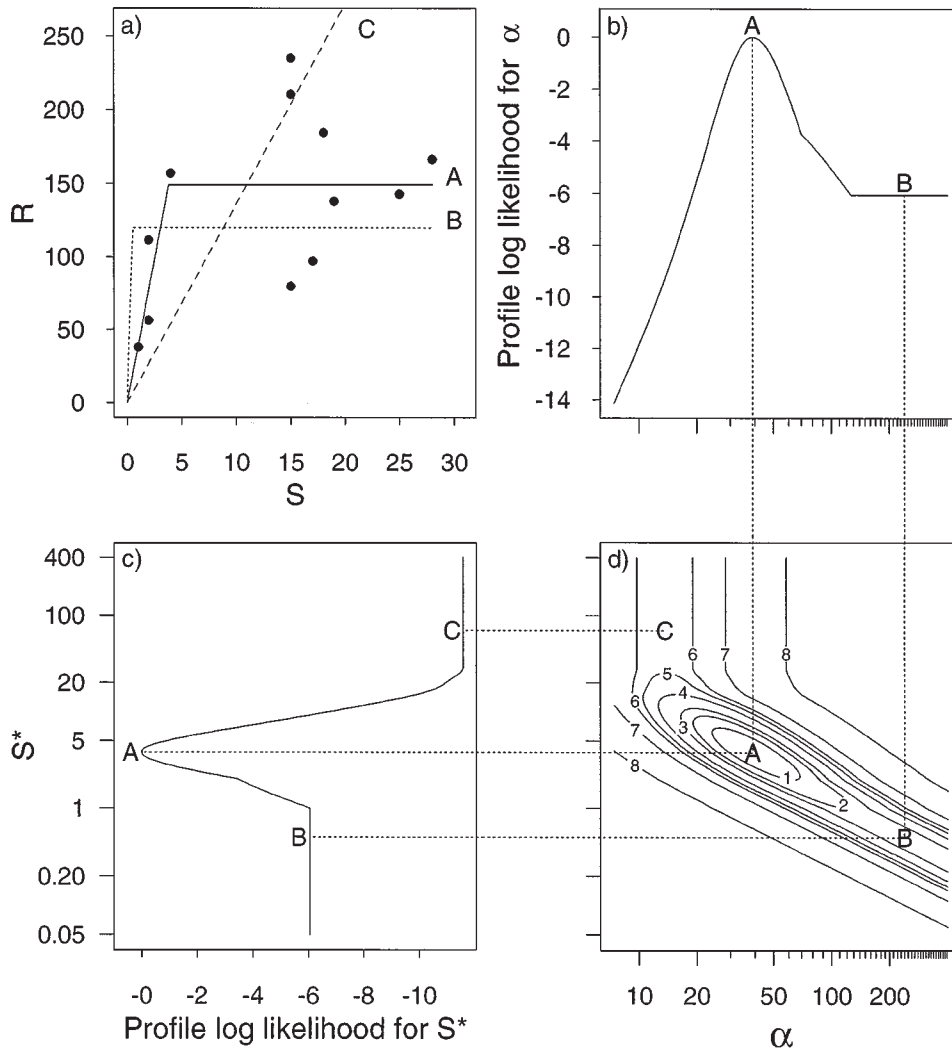 a)
C
A
B
R
250
200
150
100
50
0
0 5 10 15 20 25 30
S
b)
A
B
Profile log likelihood for α
0
-2
-4
-6
-8
-10
-12
-14
c)
C
A
B
S*
400
100
20
5
1
0.20
0.05
-0 -2 -4 -6 -8 -10
Profile log likelihood for S*
d)
C
6 7 8
5
6
4
7
3
A
8
1
2
B
10 20 50 100 200
α